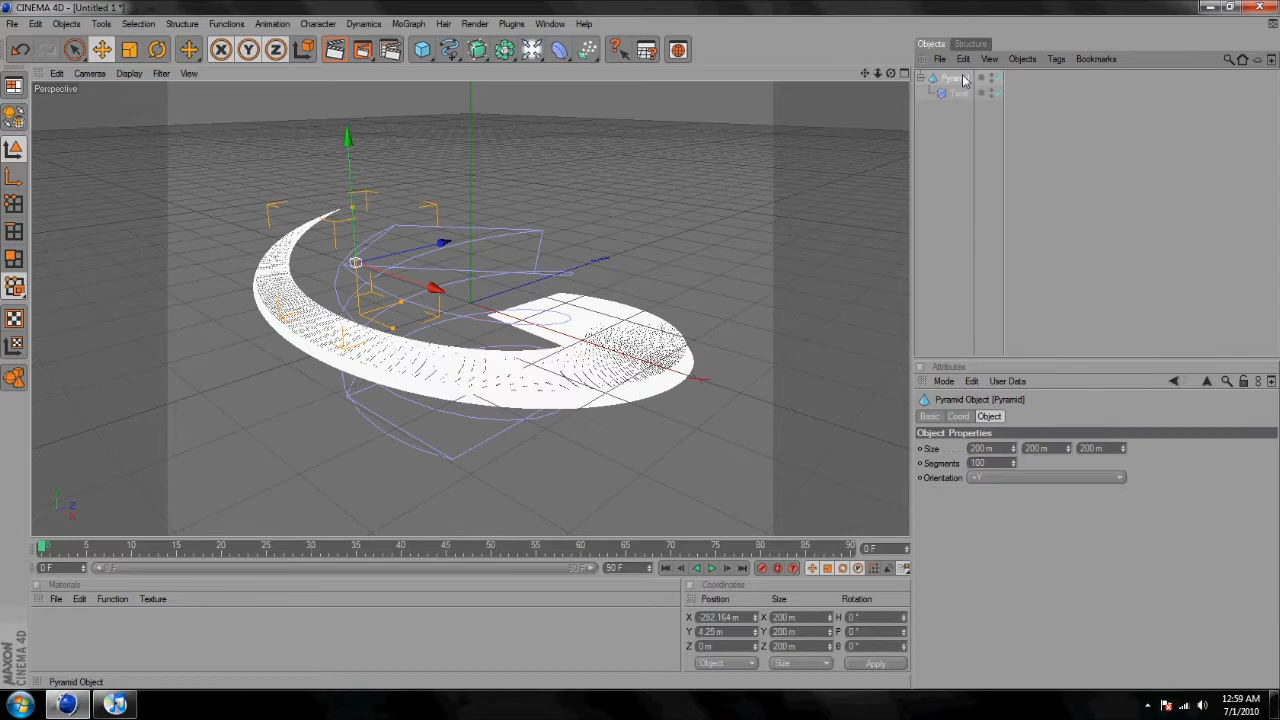 CINEMA 4D - [Untitled 1 *]
File Edit Objects Tools Selection Structure Functions Animation Character Dynamics MoGraph Hair Render Plugins Window Help
X Y Z
Objects Structure
File Edit View Objects Tags Bookmarks
Edit Cameras Display Filter View
Perspective
Twist
Y
Z
X
Attributes
Mode Edit User Data
Pyramid Object [Pyramid]
Basic Coord Object
Object Properties
Size 200 m 200 m 200 m
Segments 100
Orientation +Y
0 5 10 15 20 25 30 35 40 45 50 55 60 65 70 75 80 85 90 0 F
0 F 0 F 90 F 90 F
Materials
File Edit Function Texture
Coordinates
Position Size Rotation
X -292.164 m X 200 m H 0 °
Y 4.25 m Y 200 m P 0 °
Z 0 m Z 200 m B 0 °
Object Size Apply
MAXON
CINEMA 4D
Pyramid Object
12:59 AM
7/1/2010